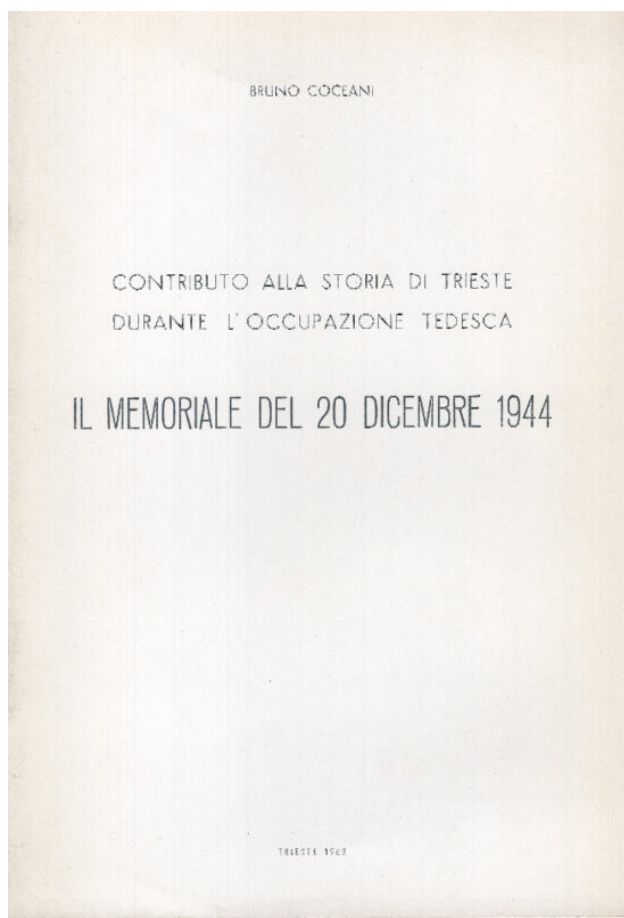 BRUNO COCEANI
CONTRIBUTO ALLA STORIA DI TRIESTE
DURANTE L'OCCUPAZIONE TEDESCA
IL MEMORIALE DEL 20 DICEMBRE 1944
TRIESTE